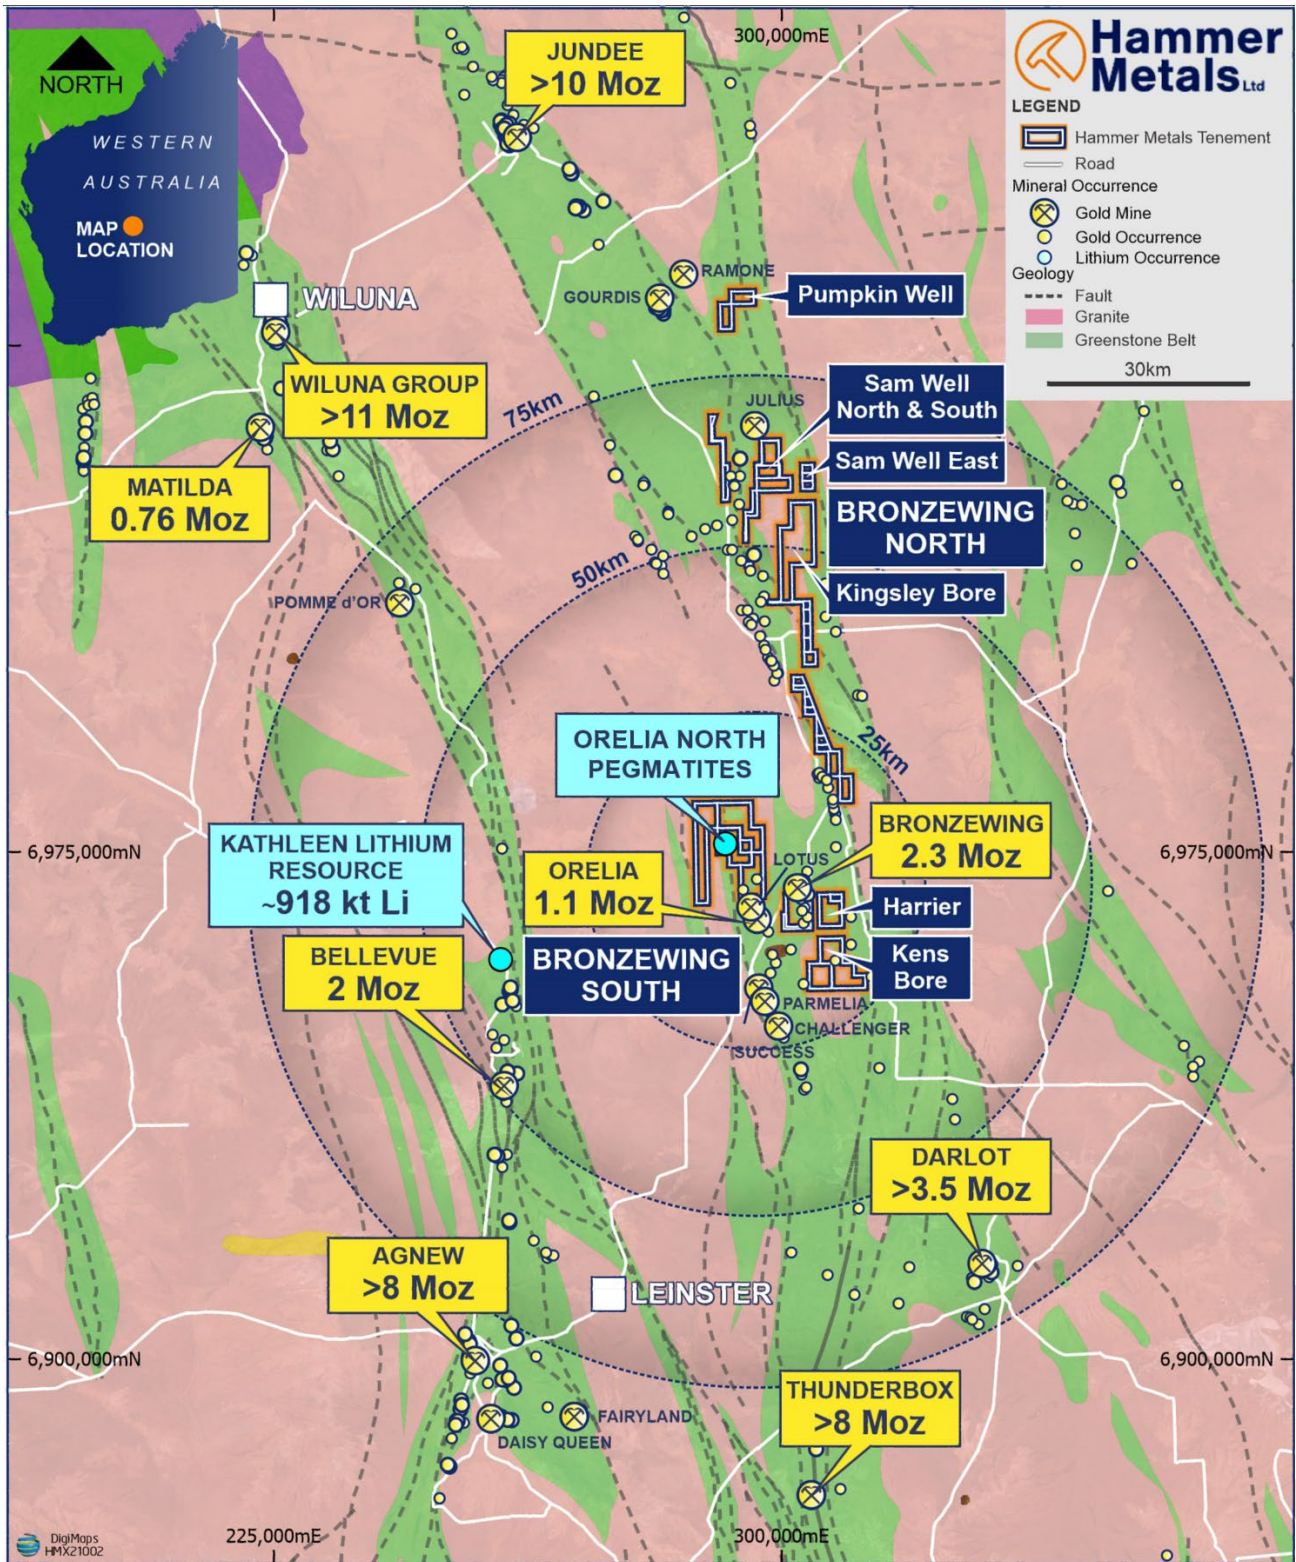 NORTH
WESTERN
AUSTRALIA
MAP
LOCATION
300,000mE
JUNDEE
>10 Moz
Hammer
Metals Ltd
LEGEND
Hammer Metals Tenement
Road
Mineral Occurrence
Gold Mine
Gold Occurrence
Lithium Occurrence
Geology
Fault
Granite
Greenstone Belt
30km
RAMONE
GOURDIS
Pumpkin Well
WILUNA
WILUNA GROUP
>11 Moz
75km
JULIUS
Sam Well
North & South
Sam Well East
MATILDA
0.76 Moz
BRONZEWING
NORTH
50km
Kingsley Bore
POMME d'OR
ORELIA NORTH
PEGMATITES
25km
KATHLEEN LITHIUM
RESOURCE
~918 kt Li
6,975,000mN
6,975,000mN
BRONZEWING
2.3 Moz
LOTUS
ORELIA
1.1 Moz
Harrier
BELLEVUE
2 Moz
BRONZEWING
SOUTH
Kens
Bore
PARMELIA
CHALLENGER
SUCCESS
DARLOT
>3.5 Moz
AGNEW
>8 Moz
LEINSTER
6,900,000mN
6,900,000mN
THUNDERBOX
>8 Moz
FAIRYLAND
DAISY QUEEN
225,000mE
300,000mE
DigiMaps
HMX21002